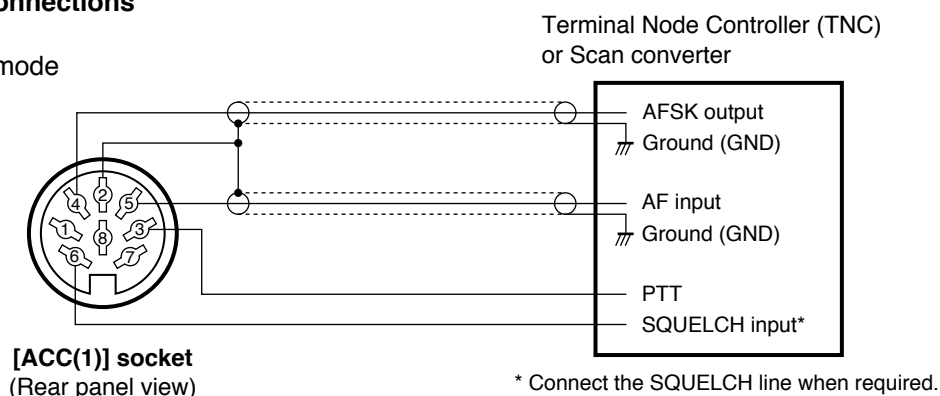 onnections
mode
Terminal Node Controller (TNC)
or Scan converter
AFSK output
Ground (GND)
AF input
Ground (GND)
PTT
SQUELCH input*
4
2
5
1
8
3
6
7
[ACC(1)] socket
(Rear panel view)
* Connect the SQUELCH line when required.